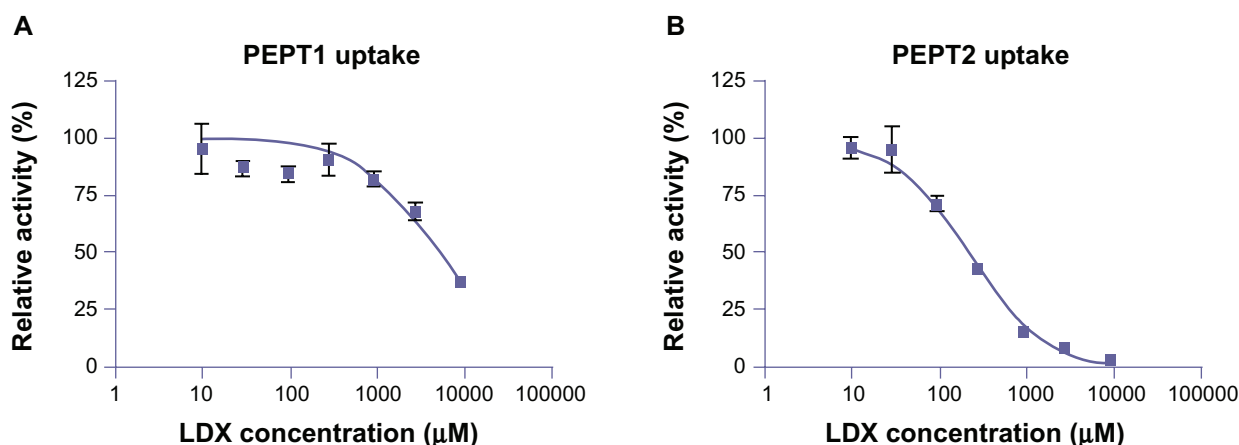 A
PEPT1 uptake
125
100
75
50
25
0
Relative activity (%)
1 10 100 1000 10000 100000
LDX concentration (μM)
B
PEPT2 uptake
125
100
75
50
25
0
Relative activity (%)
1 10 100 1000 10000 100000
LDX concentration (μM)